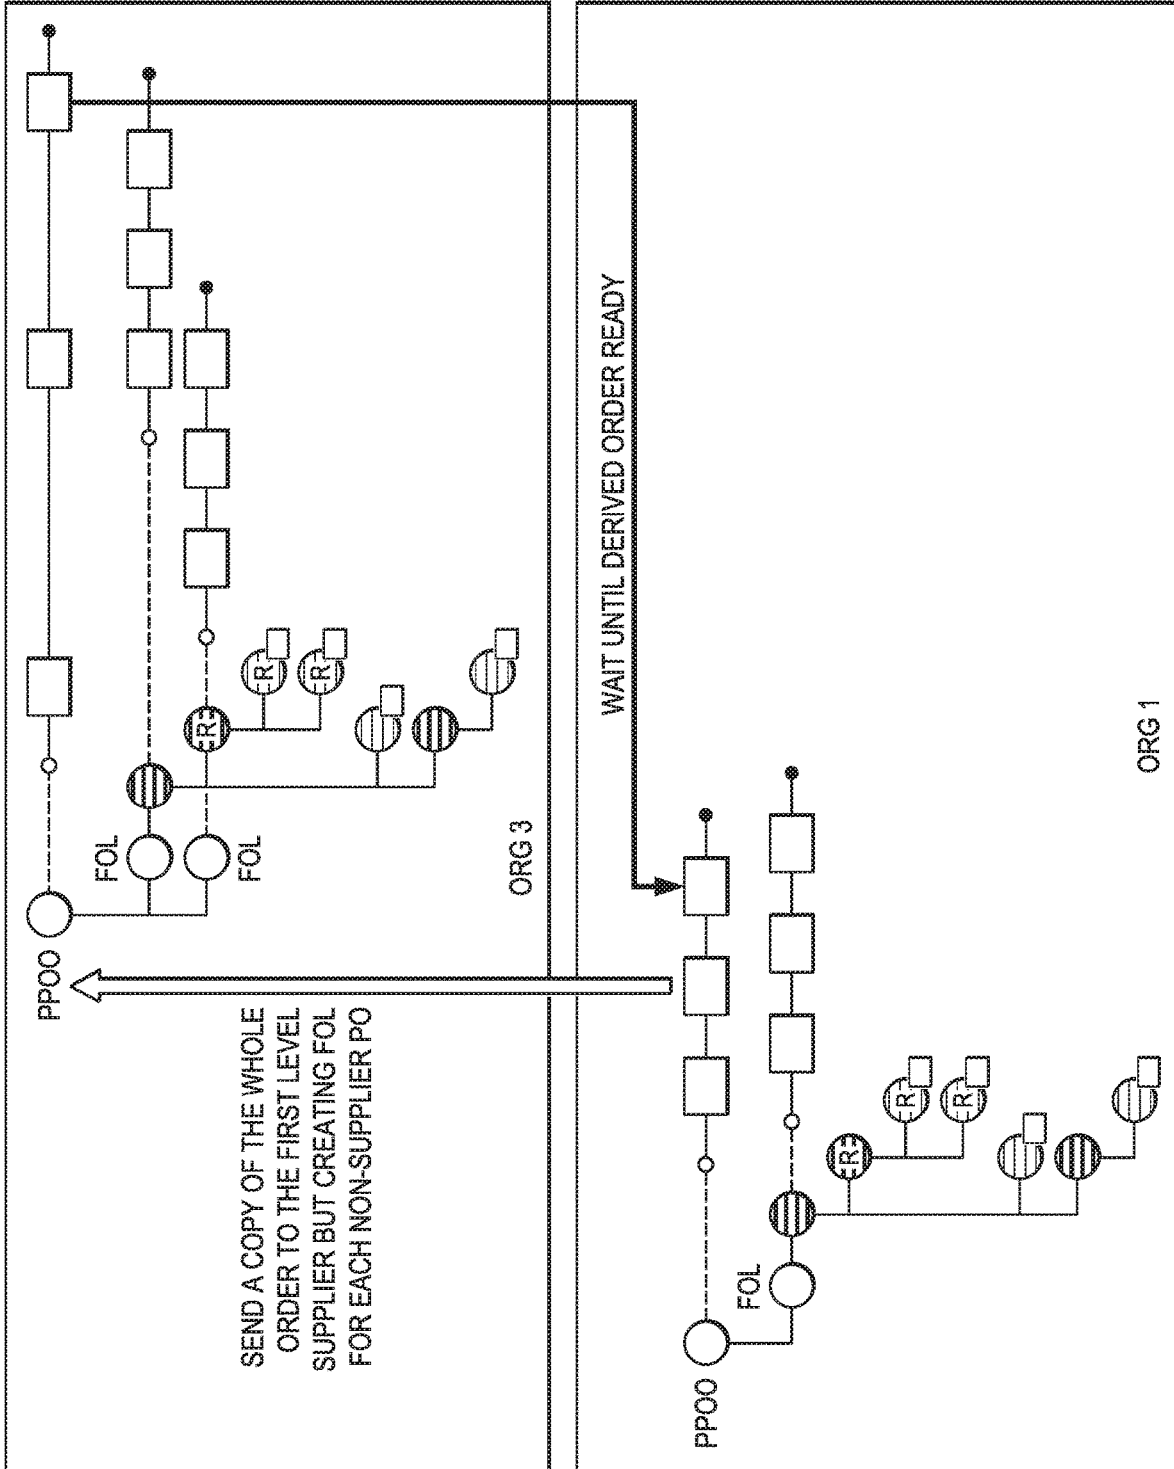 PPOO
FOL
R
FOL
R
R
SEND A COPY OF THE WHOLE
ORDER TO THE FIRST LEVEL
SUPPLIER BUT CREATING FOL
FOR EACH NON-SUPPLIER PO
ORG 3
WAIT UNTIL DERIVED ORDER READY
PPOO
FOL
R
R
R
ORG 1